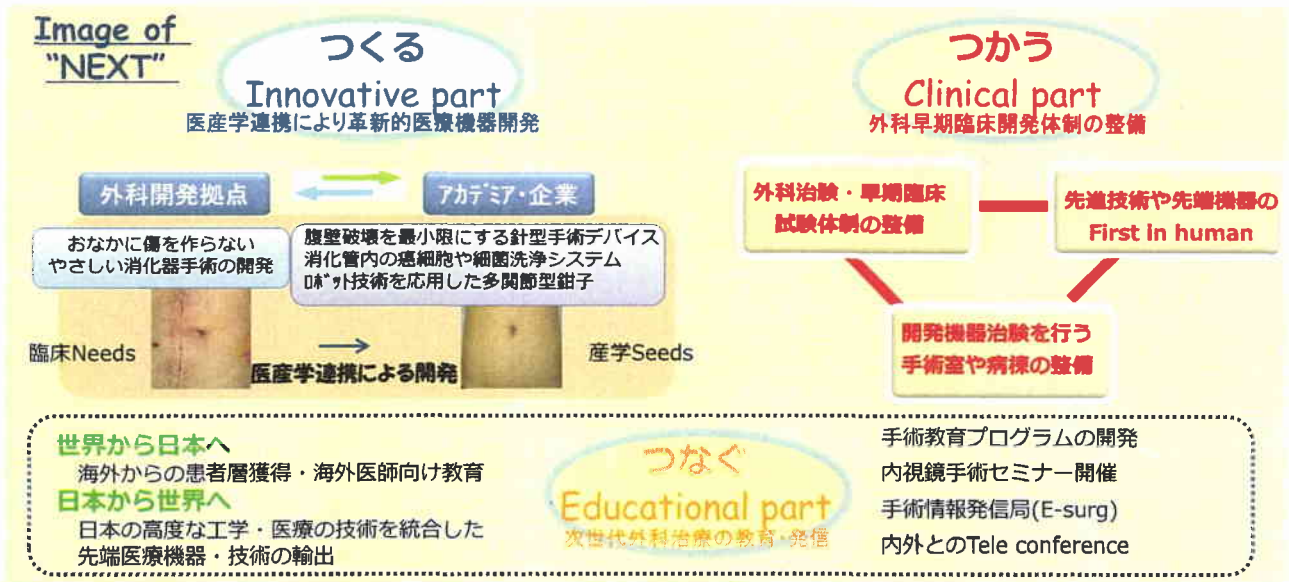 Image of
"NEXT"
つくる
Innovative part
医産学連携により革新的医療機器開発
外科開発拠点
アカデミア・企業
おなかに傷を作らない
やさしい消化器手術の開発
腹壁破壊を最小限にする針型手術デバイス
消化管内の癌細胞や細菌洗浄システム
ロボット技術を応用した多関節型鉗子
臨床Needs
医産学連携による開発
産学Seeds
つかう
Clinical part
外科早期臨床開発体制の整備
外科治験・早期臨床
試験体制の整備
先進技術や先端機器の
First in human
開発機器治験を行う
手術室や病棟の整備
世界から日本へ
海外からの患者層獲得・海外医師向け教育
日本から世界へ
日本の高度な工学・医療の技術を統合した
先端医療機器・技術の輸出
つなぐ
Educational part
次世代外科治療の教育・発信
手術教育プログラムの開発
内視鏡手術セミナー開催
手術情報発信局(E-surg)
内外とのTele conference